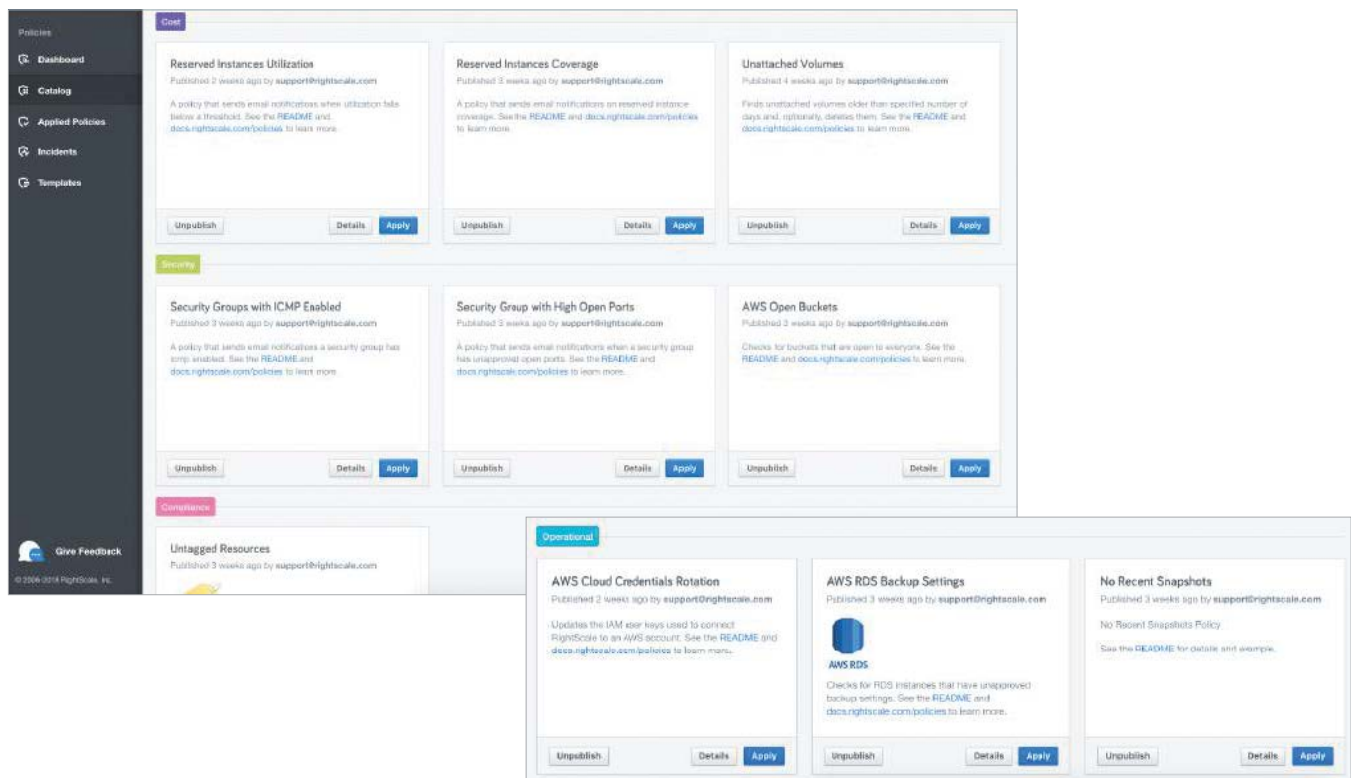 Policies
Dashboard
Catalog
Applied Policies
Incidents
Templates
Give Feedback
© 2006-2018 RightScale, Inc.
Cost
Reserved Instances Utilization
Published 2 weeks ago by support@rightscale.com
A policy that sends email notifications when utilization falls
below a threshold. See the README and
docs.rightscale.com/policies to learn more.
Unpublish
Details
Apply
Reserved Instances Coverage
Published 3 weeks ago by support@rightscale.com
A policy that sends email notifications on reserved instance
coverage. See the README and docs.rightscale.com/policies
to learn more.
Unpublish
Details
Apply
Unattached Volumes
Published 4 weeks ago by support@rightscale.com
Finds unattached volumes older than specified number of
days and, optionally, deletes them. See the README and
docs.rightscale.com/policies to learn more.
Unpublish
Details
Apply
Security
Security Groups with ICMP Enabled
Published 3 weeks ago by support@rightscale.com
A policy that sends email notifications a security group has
icmp enabled. See the README and
docs.rightscale.com/policies to learn more.
Unpublish
Details
Apply
Security Group with High Open Ports
Published 3 weeks ago by support@rightscale.com
A policy that sends email notifications when a security group
has unapproved open ports. See the README and
docs.rightscale.com/policies to learn more.
Unpublish
Details
Apply
AWS Open Buckets
Published 3 weeks ago by support@rightscale.com
Checks for buckets that are open to everyone. See the
README and docs.rightscale.com/policies to learn more.
Unpublish
Details
Apply
Compliance
Untagged Resources
Published 3 weeks ago by support@rightscale.com
Operational
AWS Cloud Credentials Rotation
Published 2 weeks ago by support@rightscale.com
Updates the IAM user keys used to connect
RightScale to an AWS account. See the README and
docs.rightscale.com/policies to learn more.
Unpublish
Details
Apply
AWS RDS Backup Settings
Published 3 weeks ago by support@rightscale.com
AWS RDS
Checks for RDS instances that have unapproved
backup settings. See the README and
docs.rightscale.com/policies to learn more.
Unpublish
Details
Apply
No Recent Snapshots
Published 3 weeks ago by support@rightscale.com
No Recent Snapshots Policy
See the README for details and example.
Unpublish
Details
Apply